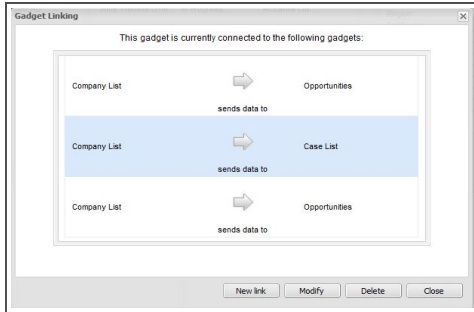 Gadget Linking
This gadget is currently connected to the following gadgets:
Company List Opportunities
sends data to
Company List Case List
sends data to
Company List Opportunities
sends data to
New link Modify Delete Close